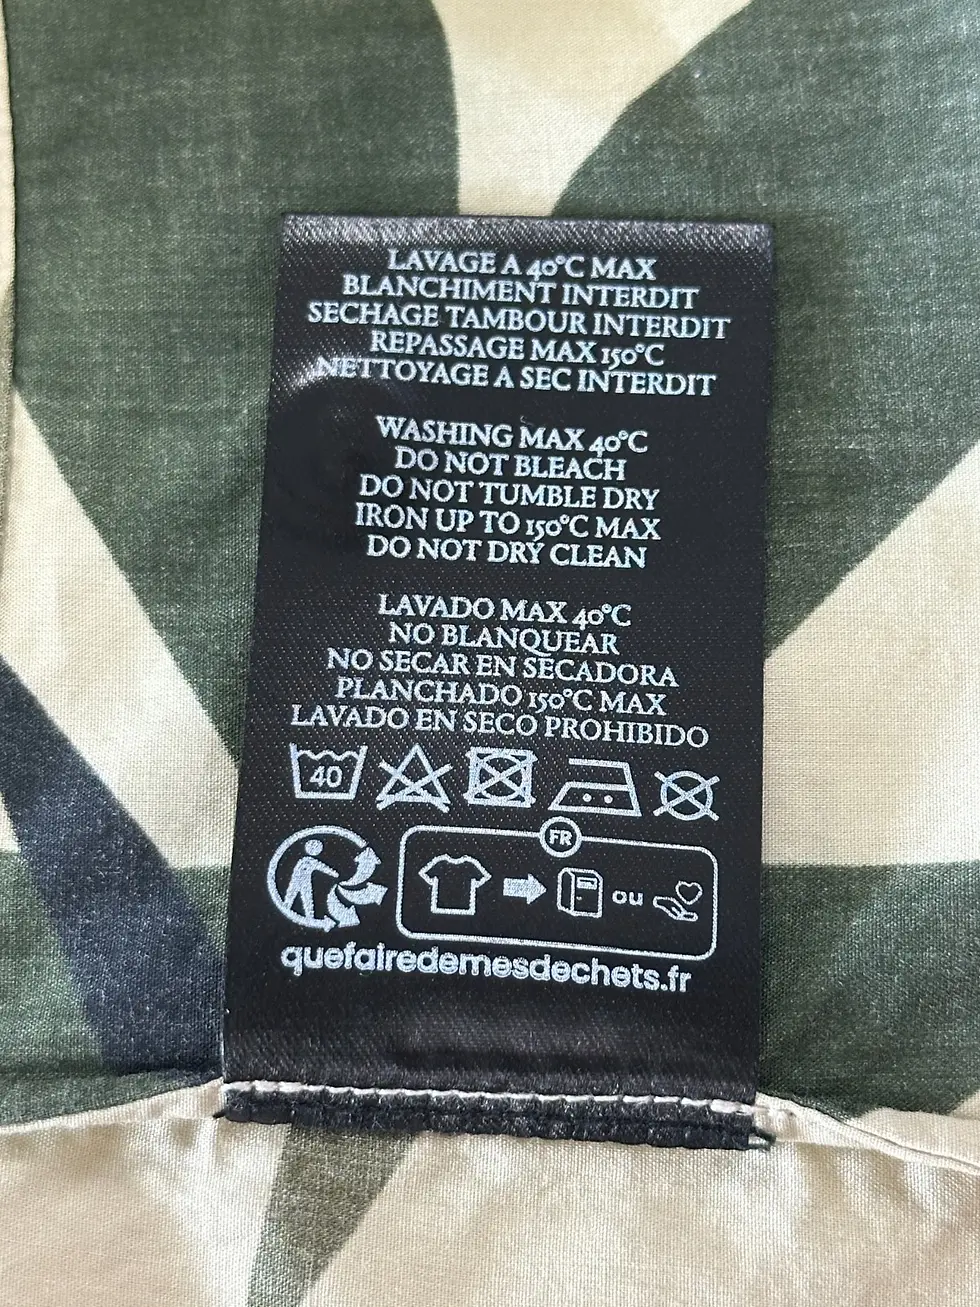 LAVAGE A 40°C MAX
BLANCHIMENT INTERDIT
SECHAGE TAMBOUR INTERDIT
REPASSAGE MAX 150°C
NETTOYAGE A SEC INTERDIT
WASHING MAX 40°C
DO NOT BLEACH
DO NOT TUMBLE DRY
IRON UP TO 150°C MAX
DO NOT DRY CLEAN
LAVADO MAX 40°C
NO BLANQUEAR
NO SECAR EN SECADORA
PLANCHADO 150°C MAX
LAVADO EN SECO PROHIBIDO
40
FR
ou
quefairedemesdechets.fr